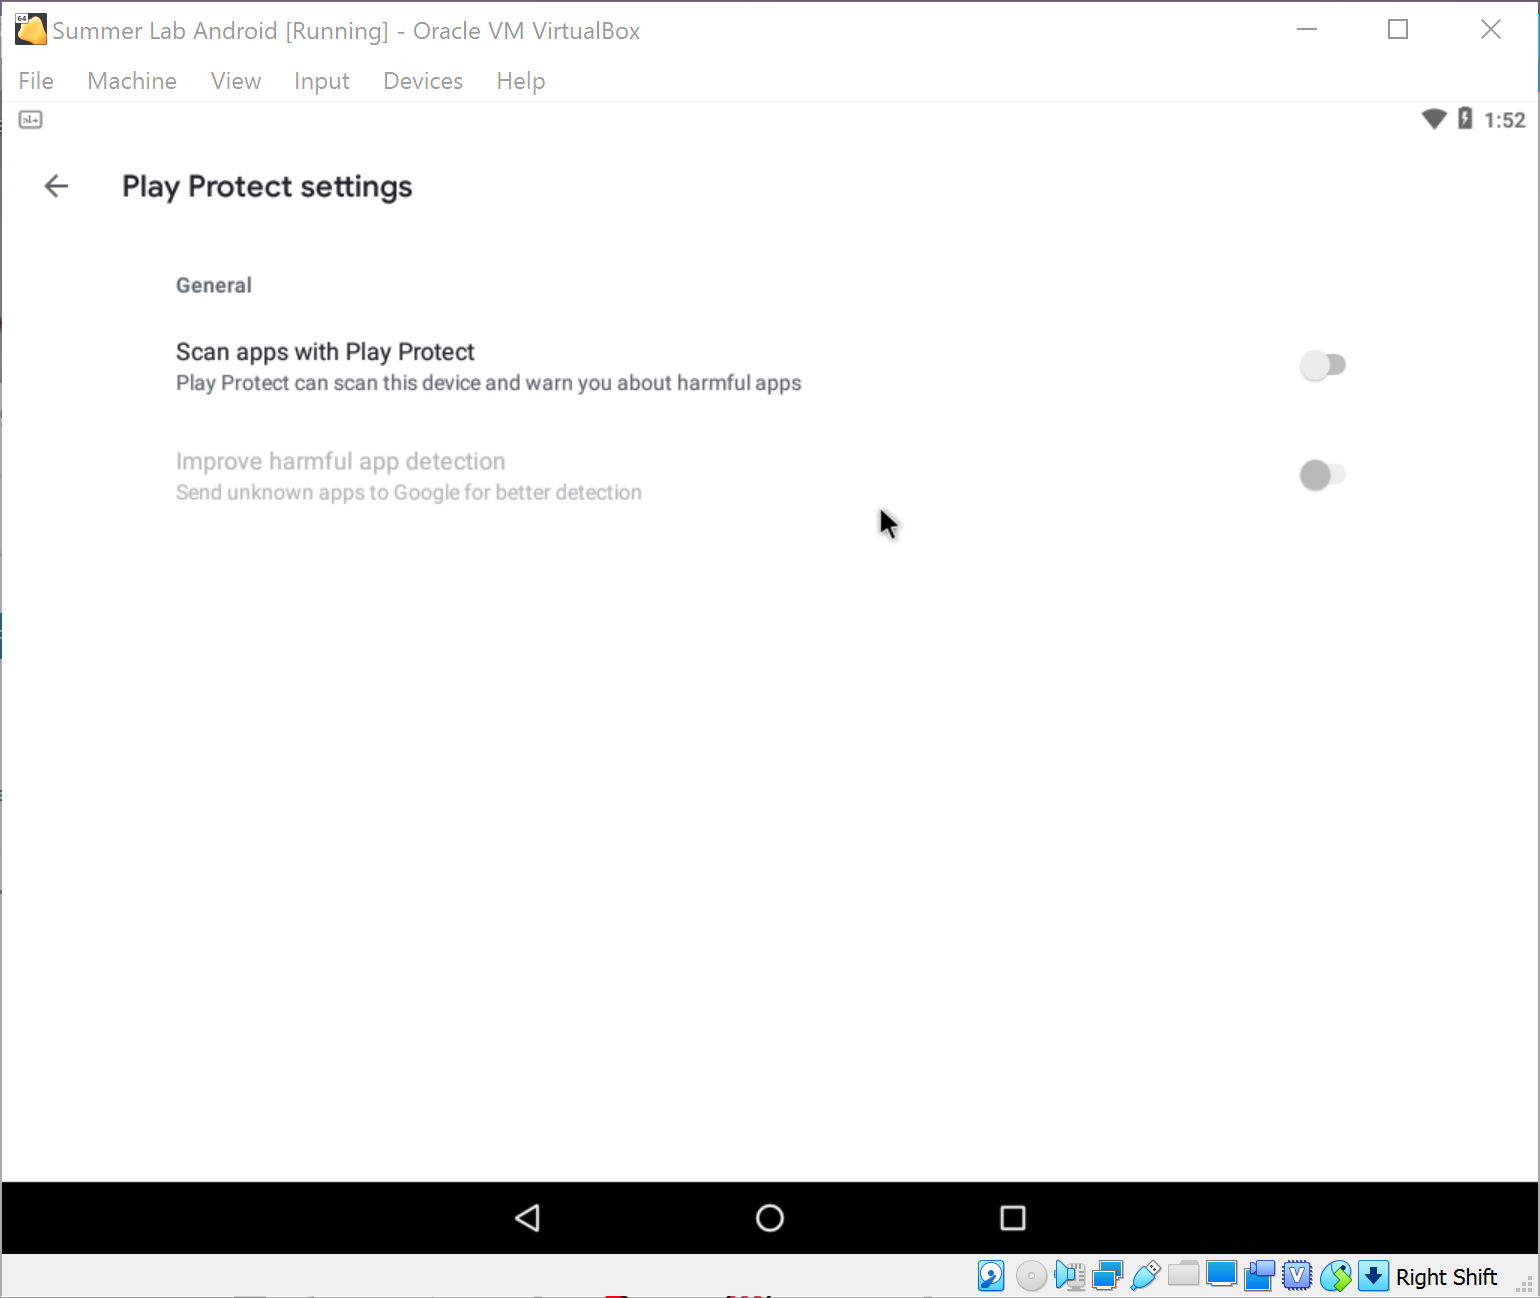 64
Summer Lab Android [Running] - Oracle VM VirtualBox
File Machine View Input Devices Help
1:52
Play Protect settings
General
Scan apps with Play Protect
Play Protect can scan this device and warn you about harmful apps
Improve harmful app detection
Send unknown apps to Google for better detection
V
Right Shift